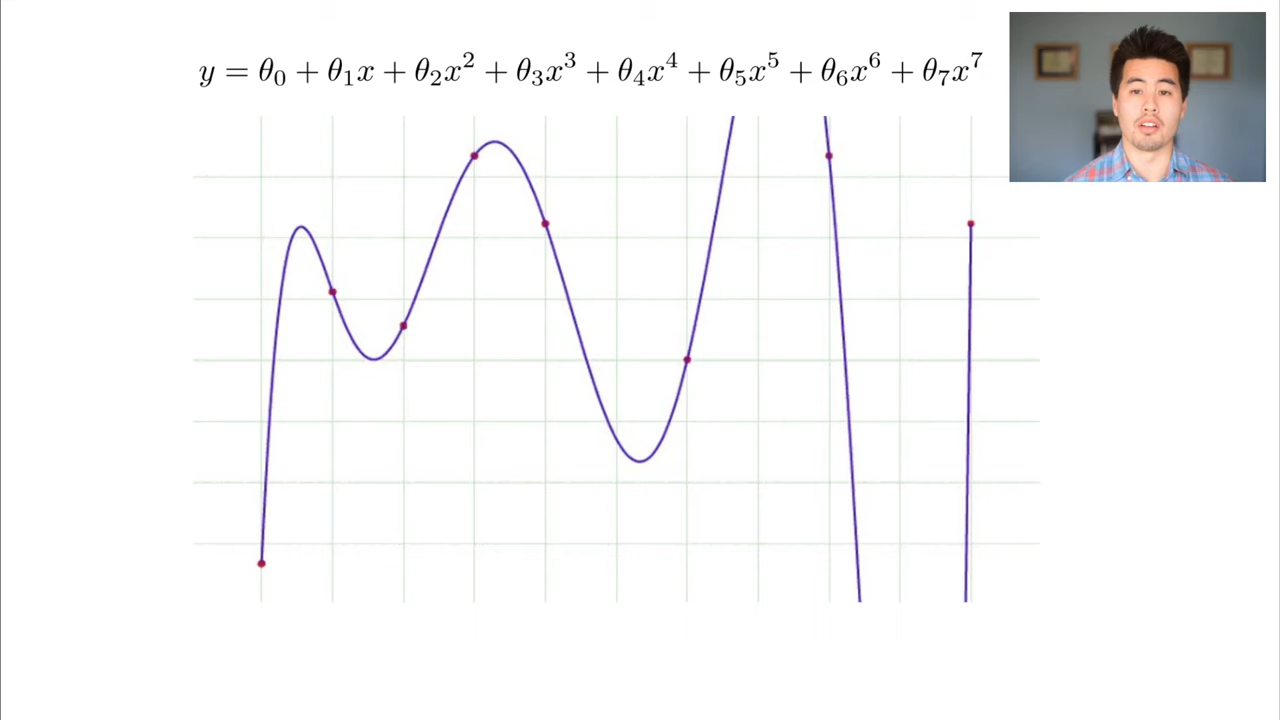 y = θ₀ + θ₁x + θ₂x² + θ₃x³ + θ₄x⁴ + θ₅x⁵ + θ₆x⁶ + θ₇x⁷